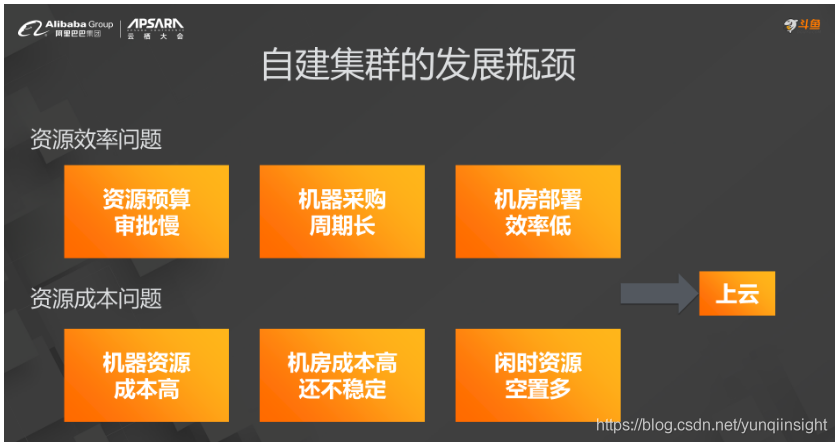 Alibaba Group
阿里巴巴集团
APSARA
云栖大会
斗鱼
自建集群的发展瓶颈
资源效率问题
资源预算
审批慢
机器采购
周期长
机房部署
效率低
上云
资源成本问题
机器资源
成本高
机房成本高
还不稳定
闲时资源
空置多
https://blog.csdn.net/yunqiinsight